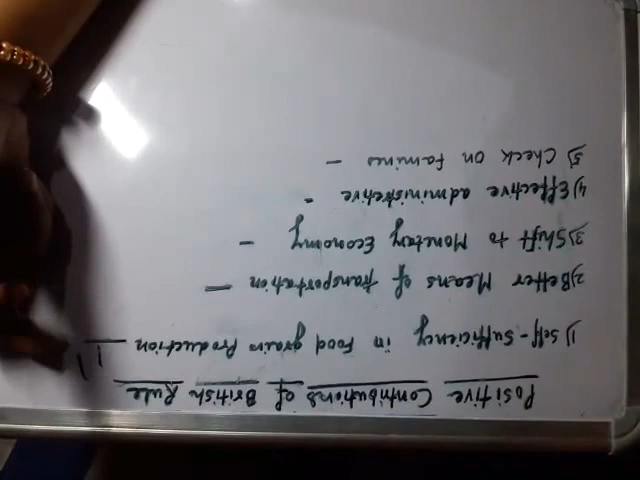 Positive Contributions of British Rule
1) Self-Sufficiency in Food grain Production —
2) Better Means of Transportation —
3) Shift to Monetary Economy -
4) Effective administrative -
5) Check on Famines -